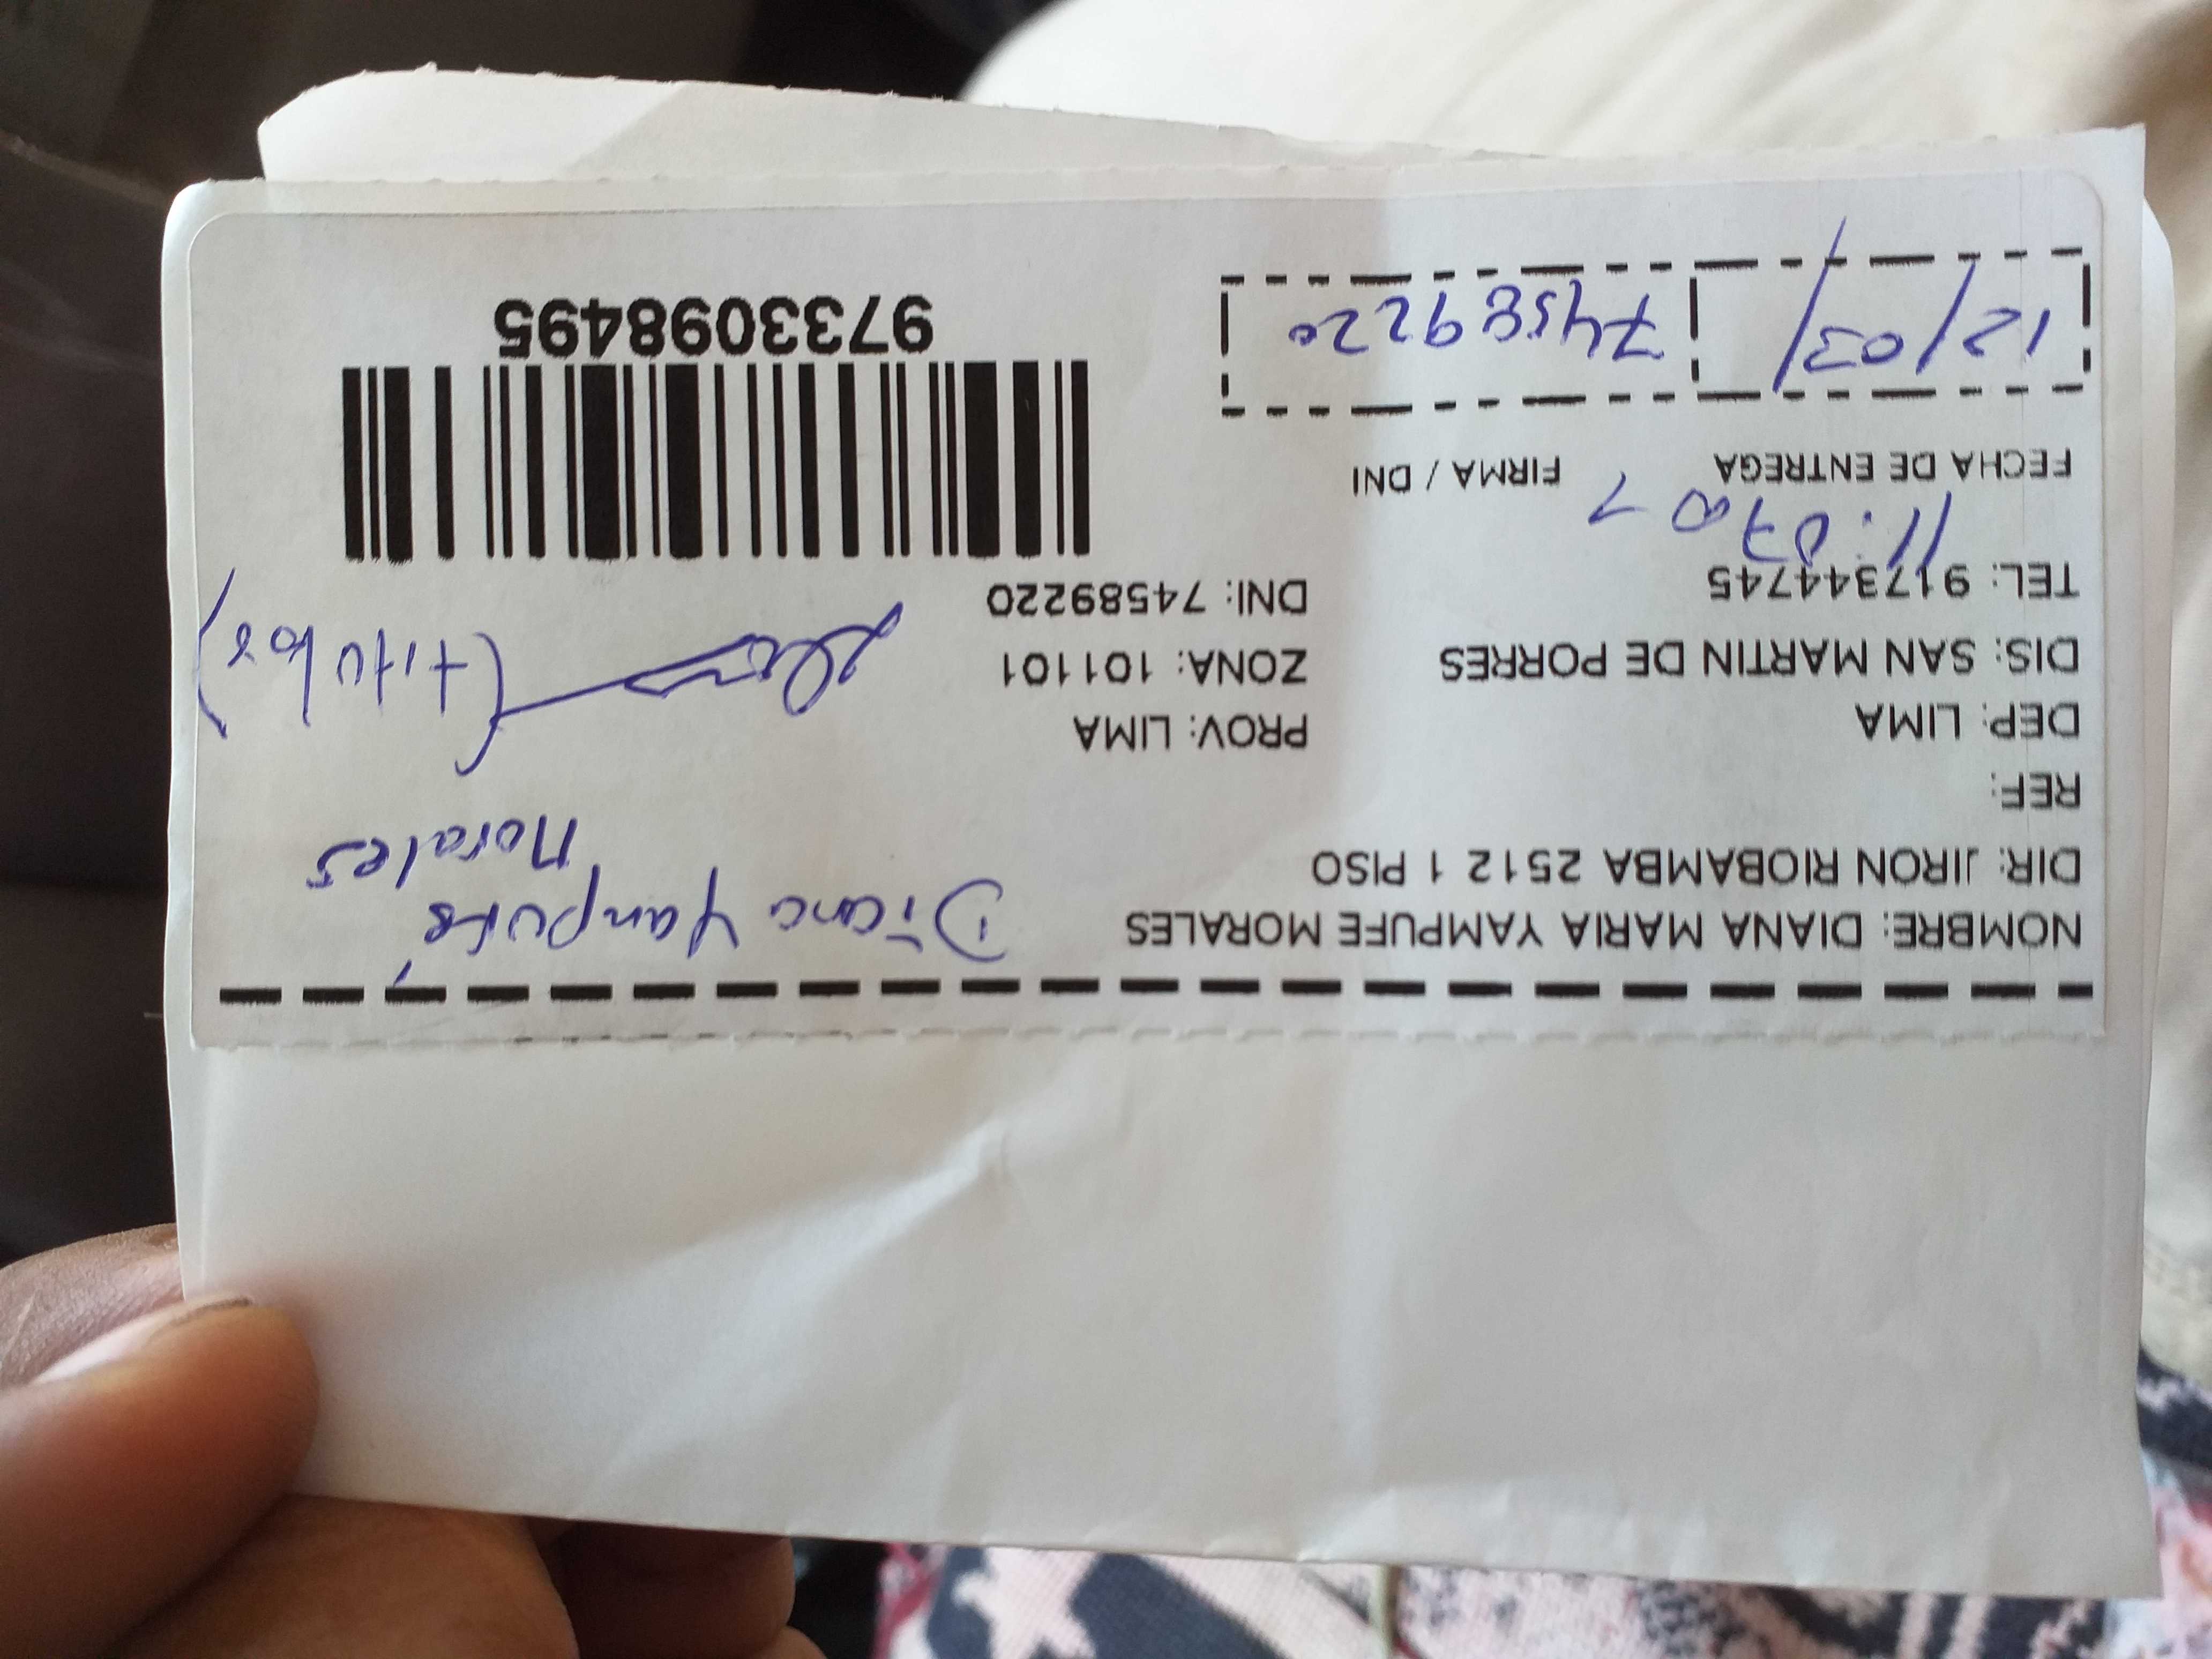 NOMBRE: DIANA MARIA YAMPUFE MORALES
Diana Yampufé
Morales
DIR: JIRON RIOBAMBA 2512 1 PISO
REF:
DEP: LIMA PROV: LIMA
DIS: SAN MARTIN DE PORRES ZONA: 101101
(titular)
TEL: 917344745 DNI: 74589220
11:07
FECHA DE ENTREGA FIRMA / DNI
12/03/ 74589220
9733098495